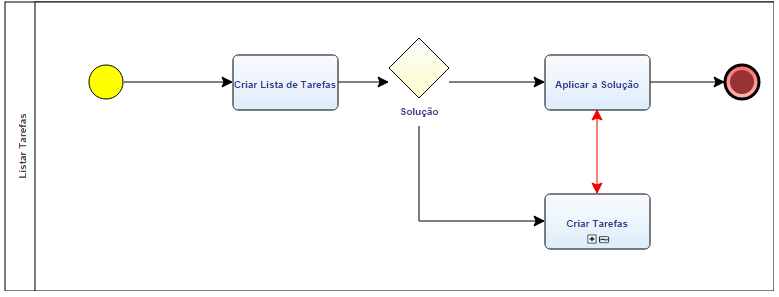 Listar Tarefas
Criar Lista de Tarefas
Solução
Aplicar a Solução
Criar Tarefas